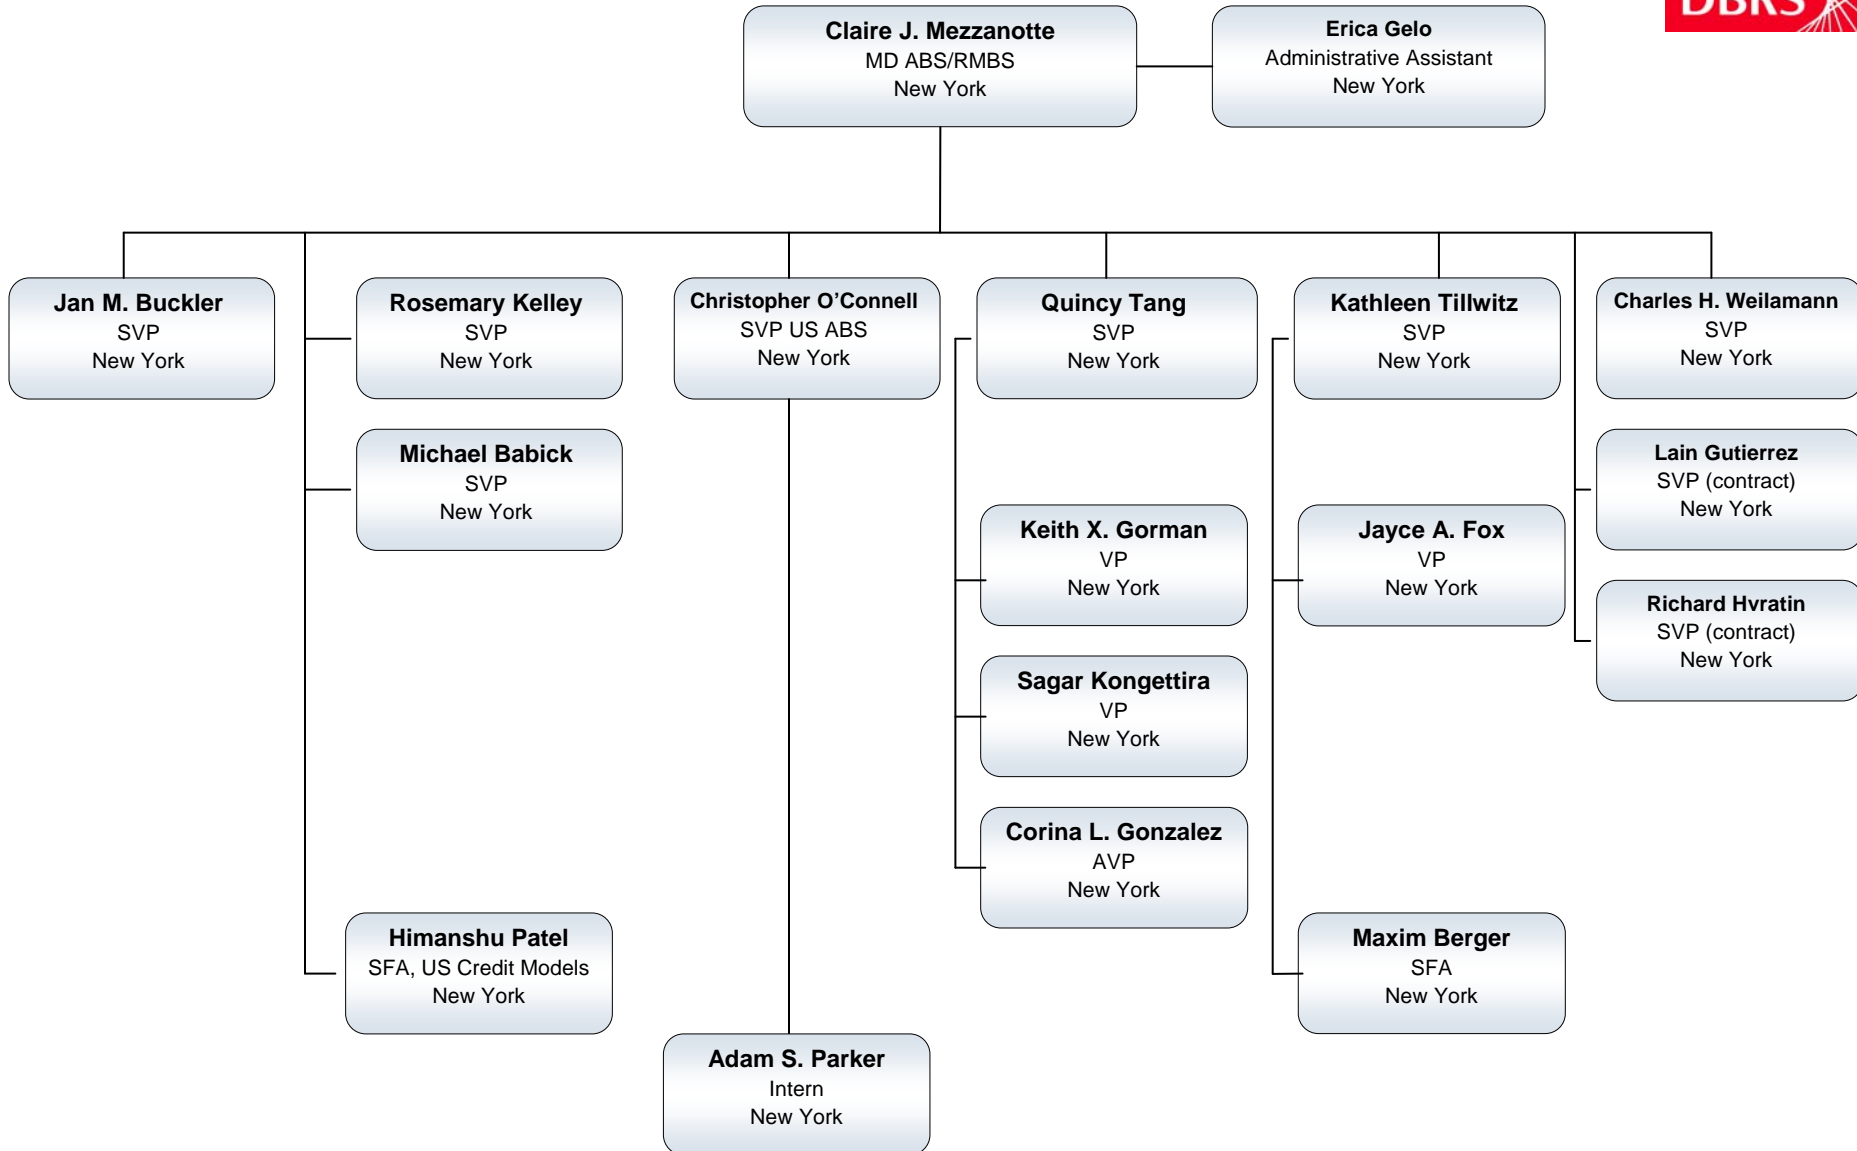 DBRS
Claire J. Mezzanotte
MD ABS/RMBS
New York
Erica Gelo
Administrative Assistant
New York
Jan M. Buckler
SVP
New York
Rosemary Kelley
SVP
New York
Christopher O’Connell
SVP US ABS
New York
Quincy Tang
SVP
New York
Kathleen Tillwitz
SVP
New York
Charles H. Weilamann
SVP
New York
Michael Babick
SVP
New York
Lain Gutierrez
SVP (contract)
New York
Keith X. Gorman
VP
New York
Jayce A. Fox
VP
New York
Richard Hvratin
SVP (contract)
New York
Sagar Kongettira
VP
New York
Corina L. Gonzalez
AVP
New York
Himanshu Patel
SFA, US Credit Models
New York
Maxim Berger
SFA
New York
Adam S. Parker
Intern
New York